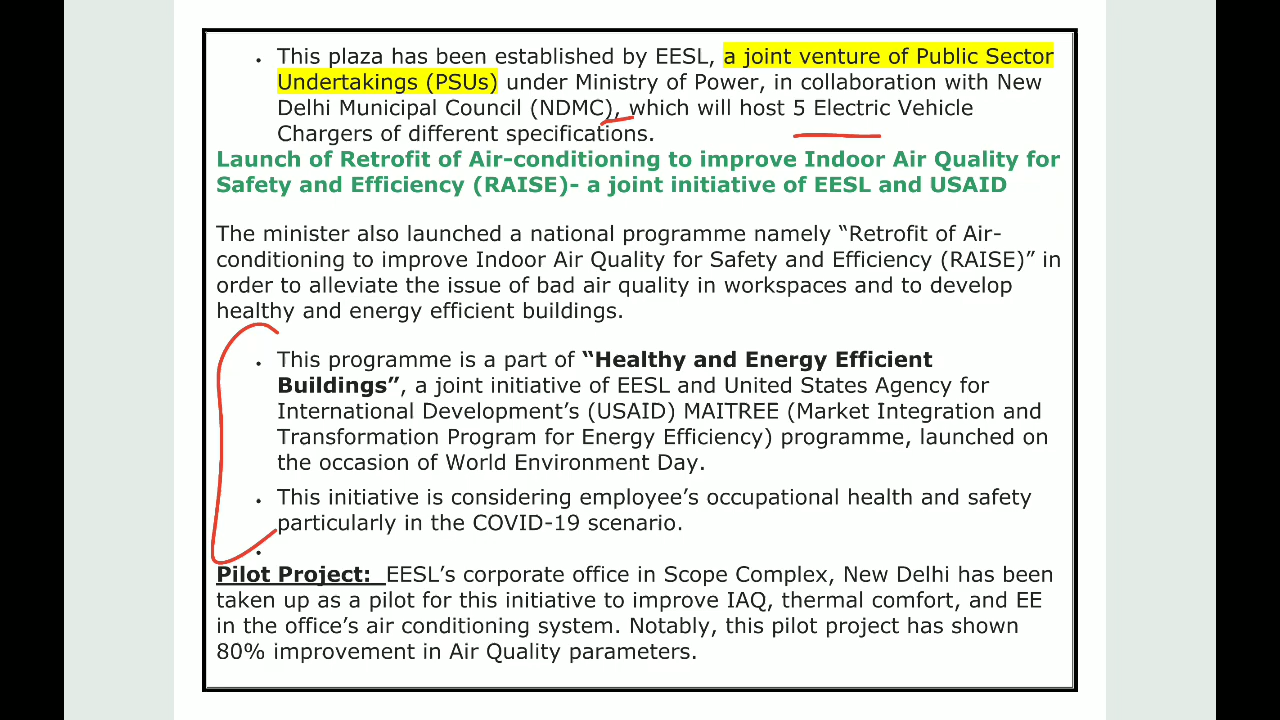 • This plaza has been established by EESL, a joint venture of Public Sector
Undertakings (PSUs) under Ministry of Power, in collaboration with New
Delhi Municipal Council (NDMC), which will host 5 Electric Vehicle
Chargers of different specifications.
Launch of Retrofit of Air-conditioning to improve Indoor Air Quality for
Safety and Efficiency (RAISE)- a joint initiative of EESL and USAID
The minister also launched a national programme namely “Retrofit of Air-
conditioning to improve Indoor Air Quality for Safety and Efficiency (RAISE)” in
order to alleviate the issue of bad air quality in workspaces and to develop
healthy and energy efficient buildings.
• This programme is a part of “Healthy and Energy Efficient
Buildings”, a joint initiative of EESL and United States Agency for
International Development’s (USAID) MAITREE (Market Integration and
Transformation Program for Energy Efficiency) programme, launched on
the occasion of World Environment Day.
• This initiative is considering employee’s occupational health and safety
particularly in the COVID-19 scenario.
•
Pilot Project: EESL’s corporate office in Scope Complex, New Delhi has been
taken up as a pilot for this initiative to improve IAQ, thermal comfort, and EE
in the office’s air conditioning system. Notably, this pilot project has shown
80% improvement in Air Quality parameters.